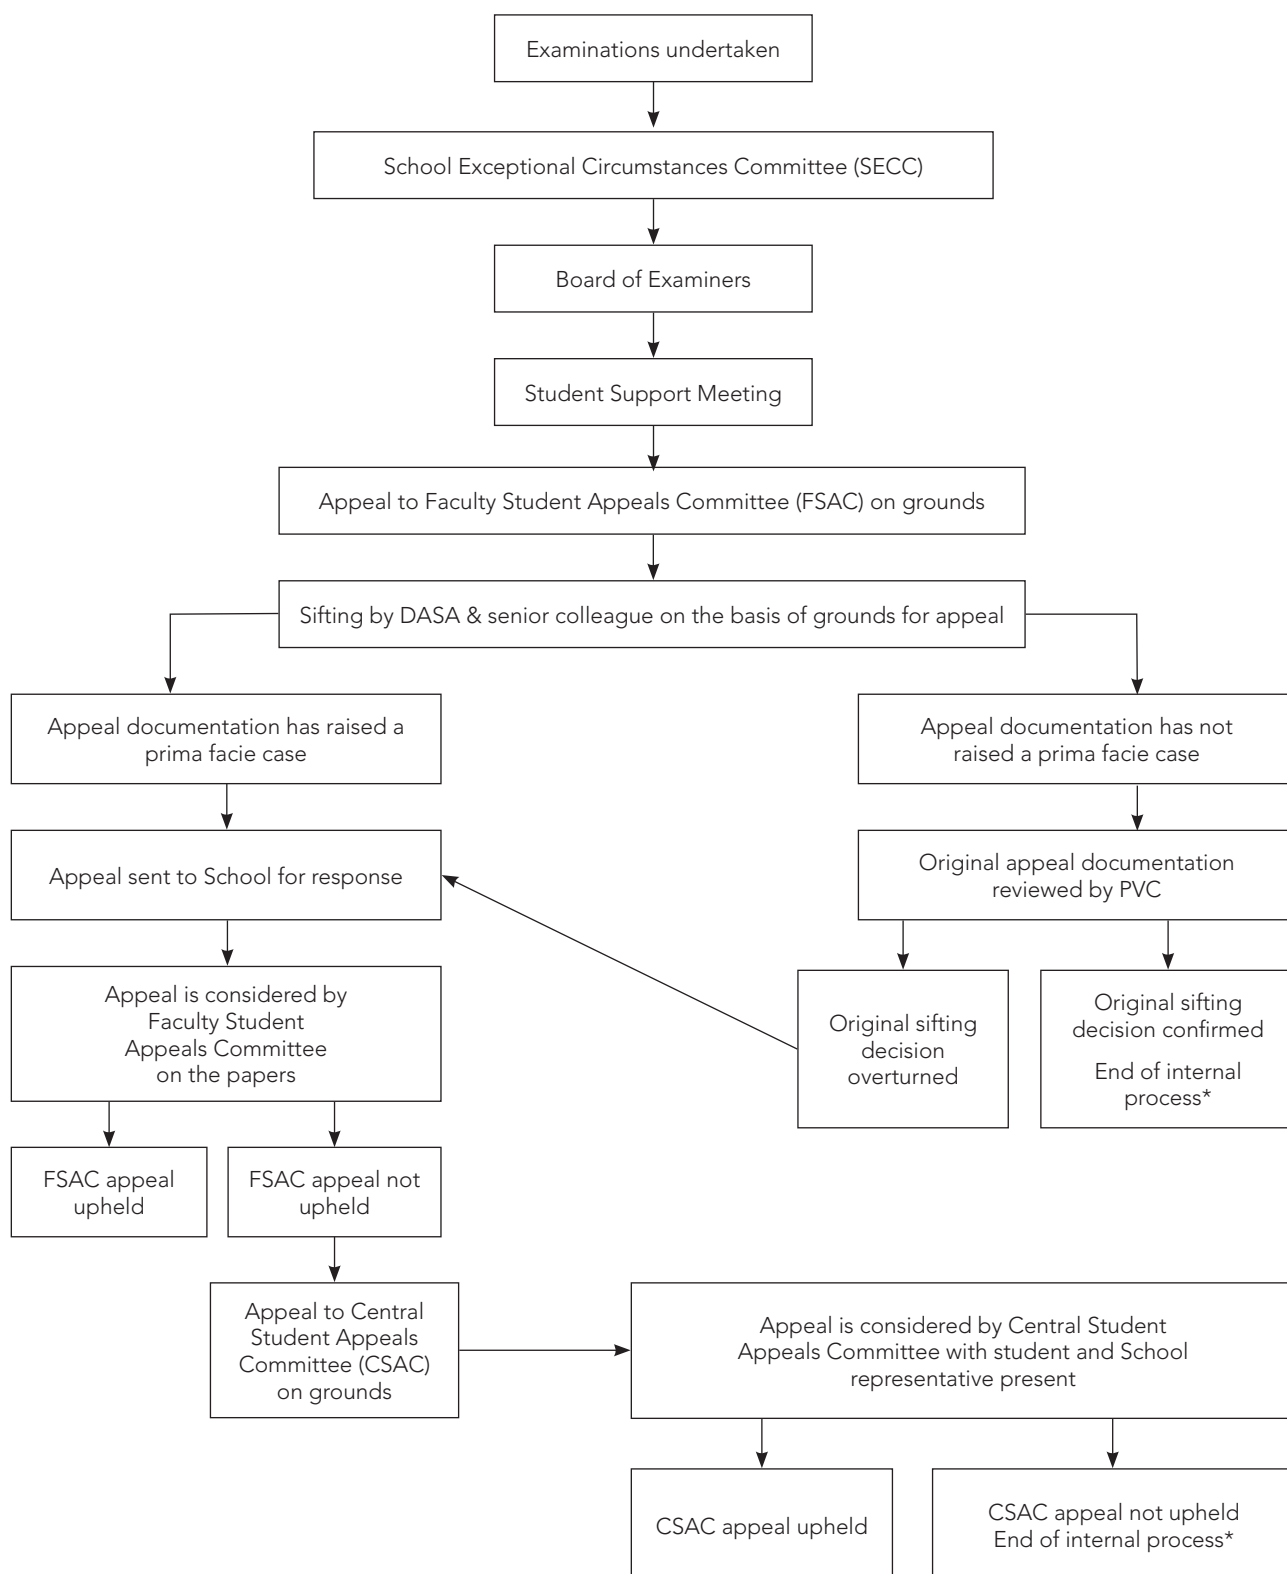 Examinations undertaken
School Exceptional Circumstances Committee (SECC)
Board of Examiners
Student Support Meeting
Appeal to Faculty Student Appeals Committee (FSAC) on grounds
Sifting by DASA & senior colleague on the basis of grounds for appeal
Appeal documentation has raised a
prima facie case
Appeal documentation has not
raised a prima facie case
Appeal sent to School for response
Original appeal documentation
reviewed by PVC
Appeal is considered by
Faculty Student
Appeals Committee
on the papers
Original sifting
decision
overturned
Original sifting
decision confirmed
End of internal
process*
FSAC appeal
upheld
FSAC appeal not
upheld
Appeal to Central
Student Appeals
Committee (CSAC)
on grounds
Appeal is considered by Central Student
Appeals Committee with student and School
representative present
CSAC appeal upheld
CSAC appeal not upheld
End of internal process*